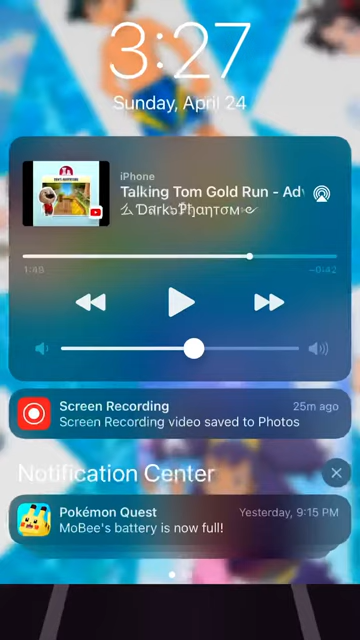 3:27
Sunday, April 24
iPhone
Talking Tom Gold Run - Adv
1:48
-0:42
Screen Recording
25m ago
Screen Recording video saved to Photos
Notification Center
Pokémon Quest
Yesterday, 9:15 PM
MoBee's battery is now full!